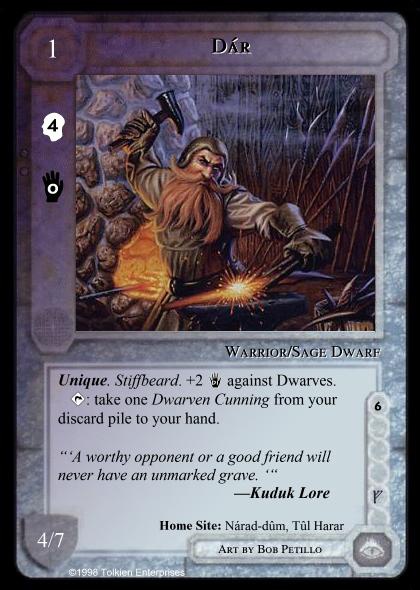 1
DÁR
4
WARRIOR/SAGE DWARF
Unique. Stiffbeard. +2 against Dwarves.
: take one Dwarven Cunning from your
discard pile to your hand.
6
“‘A worthy opponent or a good friend will
never have an unmarked grave. ‘“
—Kuduk Lore
Home Site: Nárad-dûm, Tûl Harar
4/7
ART BY BOB PETILLO
©1998 Tolkien Enterprises